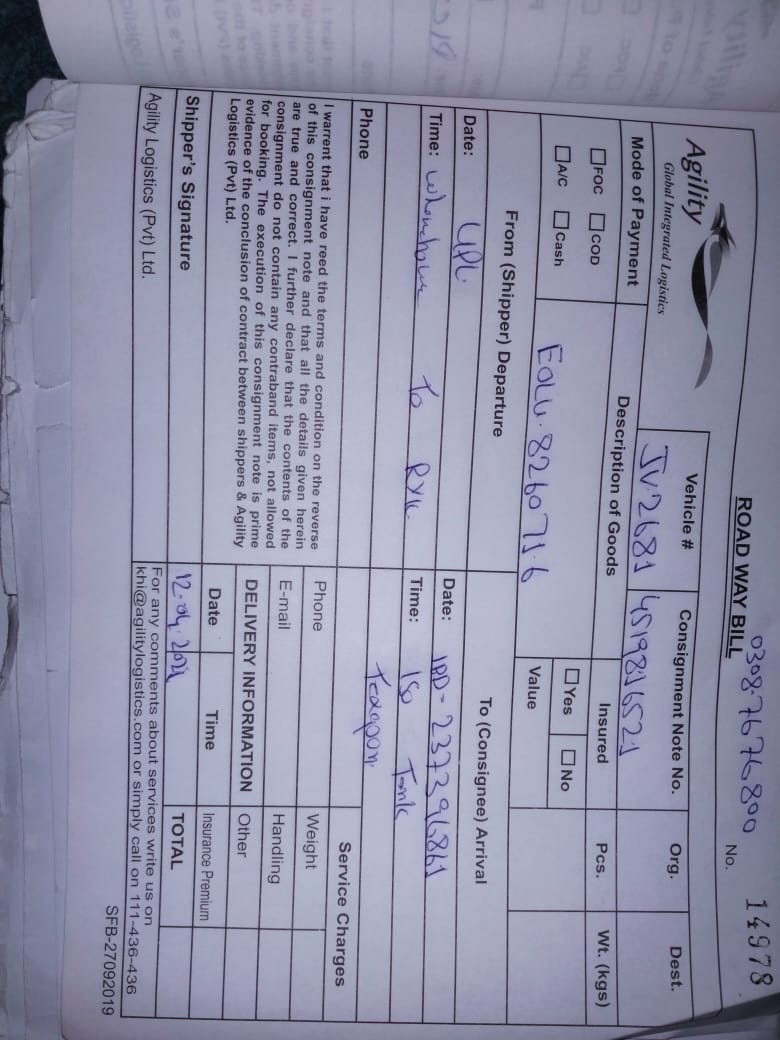 0308-7676800
ROAD WAY BILL
No. 14978
Agility
Global Integrated Logistics
Vehicle #
Consignment Note No.
Org.
Dest.
JV-2681
4519816521
Mode of Payment
Description of Goods
Insured
Pcs.
Wt. (kgs)
FOC COD
Yes No
A/C Cash
EOLU-8260715-6
Value
From (Shipper) Departure
To (Consignee) Arrival
Date: UPL
Date: IBD-237396861
Time: To RYK
Time: ISO Tank
Texapon
Phone
Service Charges
I warrent that i have reed the terms and condition on the reverse
of this consignment note and that all the details given herein
are true and correct. I further declare that the contents of the
consignment do not contain any contraband items, not allowed
for booking. The execution of this consignment note is prime
evidence of the conclusion of contract between shippers & Agility
Logistics (Pvt) Ltd.
Phone
Weight
E-mail
Handling
DELIVERY INFORMATION
Other
Date
Time
Insurance Premium
Shipper's Signature
12-04-2021
TOTAL
Agility Logistics (Pvt) Ltd.
For any comments about services write us on
khi@agilitylogistics.com or simply call on 111-436-436
SFB-27092019